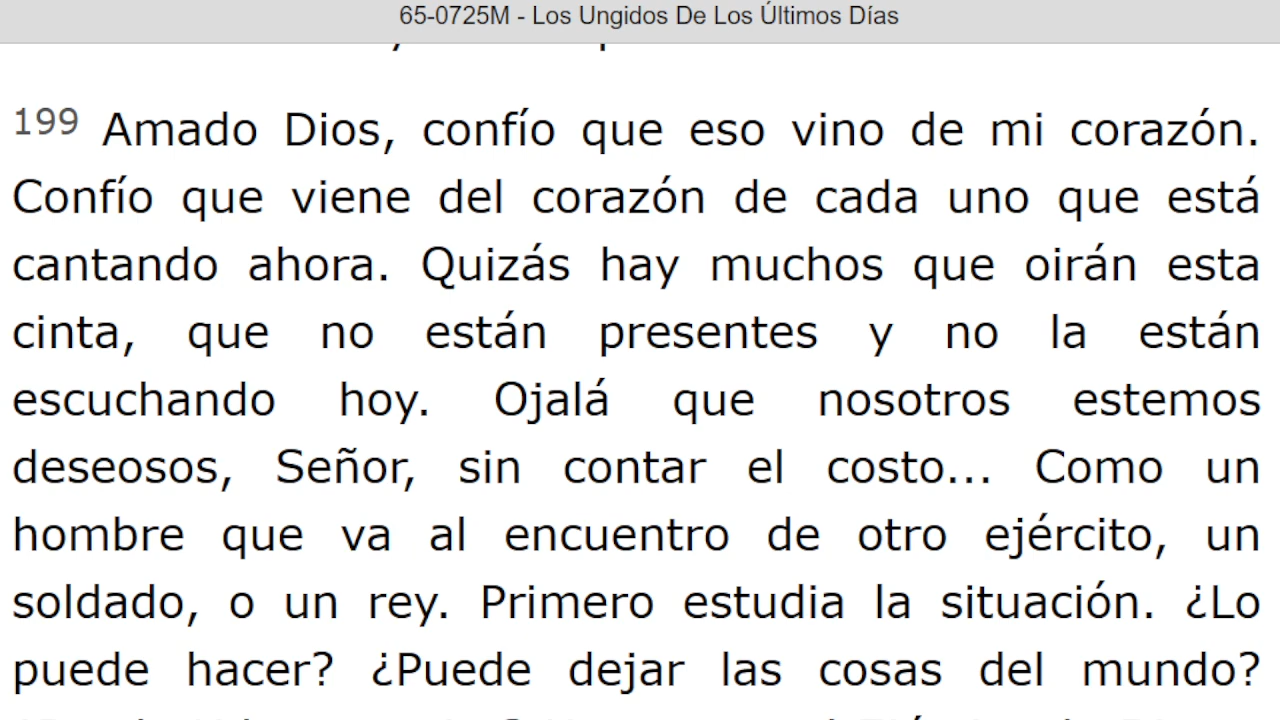 65-0725M - Los Ungidos De Los Últimos Días
199 Amado Dios, confío que eso vino de mi corazón.
Confío que viene del corazón de cada uno que está
cantando ahora. Quizás hay muchos que oirán esta
cinta, que no están presentes y no la están
escuchando hoy. Ojalá que nosotros estemos
deseosos, Señor, sin contar el costo... Como un
hombre que va al encuentro de otro ejército, un
soldado, o un rey. Primero estudia la situación. ¿Lo
puede hacer? ¿Puede dejar las cosas del mundo?